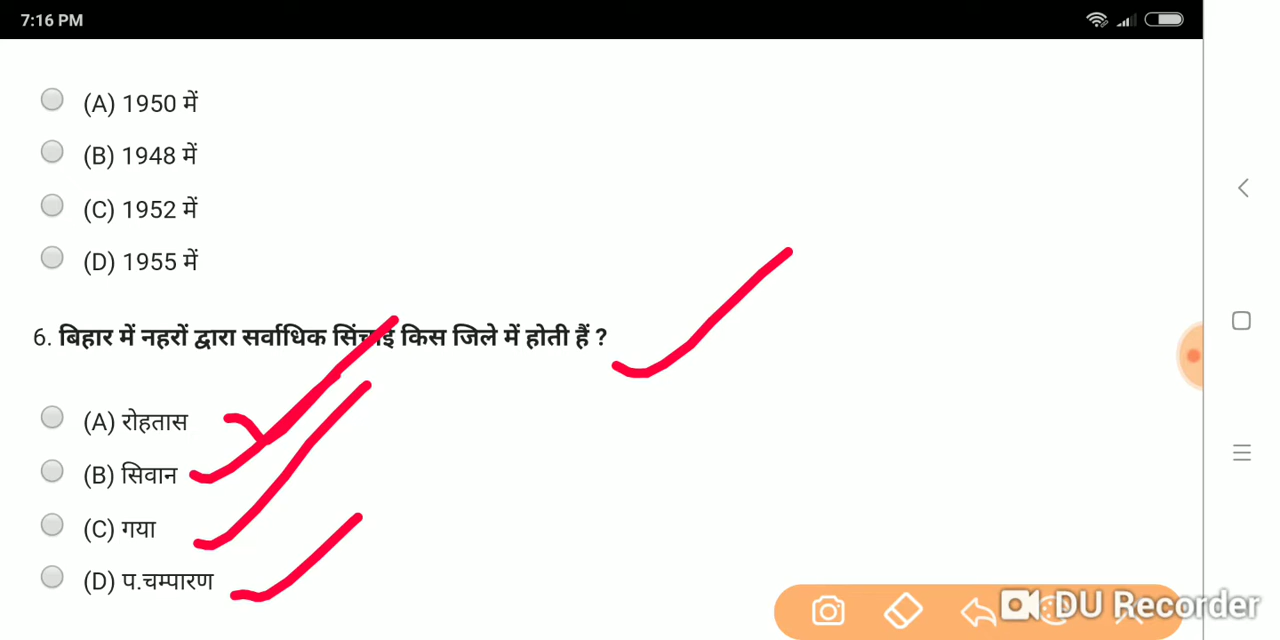 7:16 PM
(A) 1950 में
(B) 1948 में
(C) 1952 में
(D) 1955 में
6. बिहार में नहरों द्वारा सर्वाधिक सिंचाई किस जिले में होती हैं ?
(A) रोहतास
(B) सिवान
(C) गया
(D) प.चम्पारण
DU Recorder